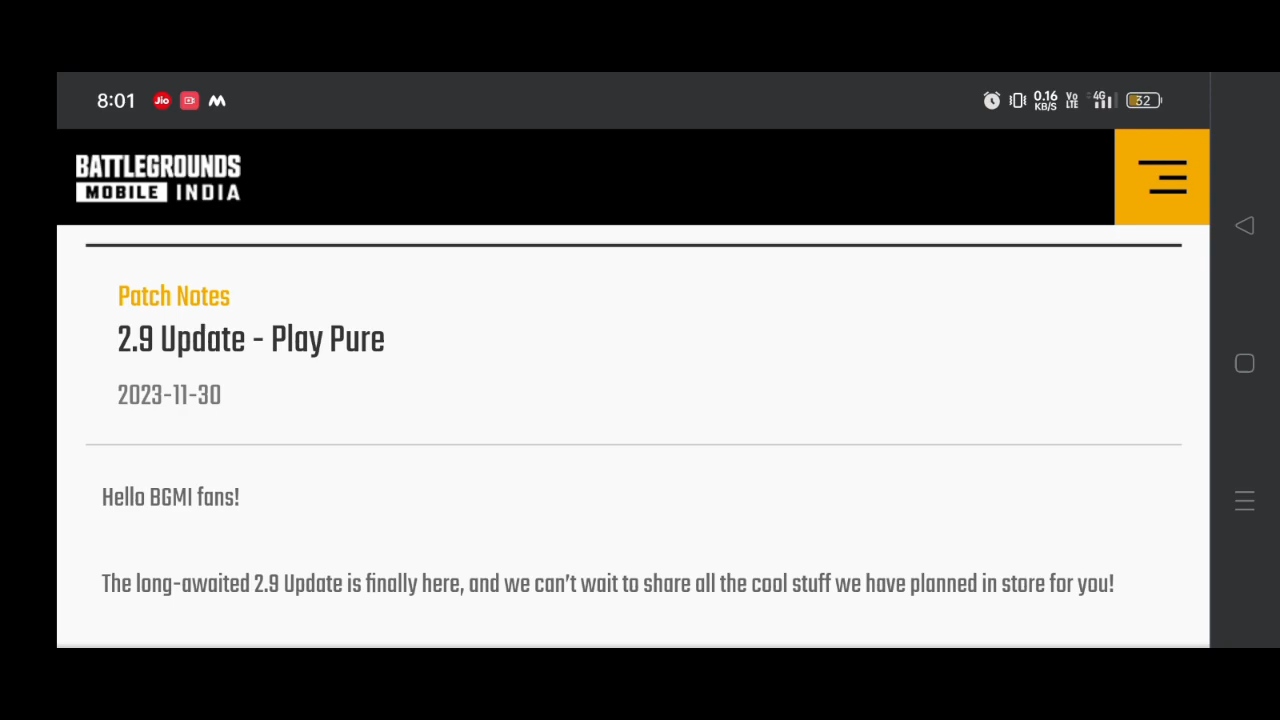 8:01 Jio 0.16 KB/S Vo LTE 4G 32
BATTLEGROUNDS
MOBILE INDIA
Patch Notes
2.9 Update - Play Pure
2023-11-30
Hello BGMI fans!
The long-awaited 2.9 Update is finally here, and we can't wait to share all the cool stuff we have planned in store for you!